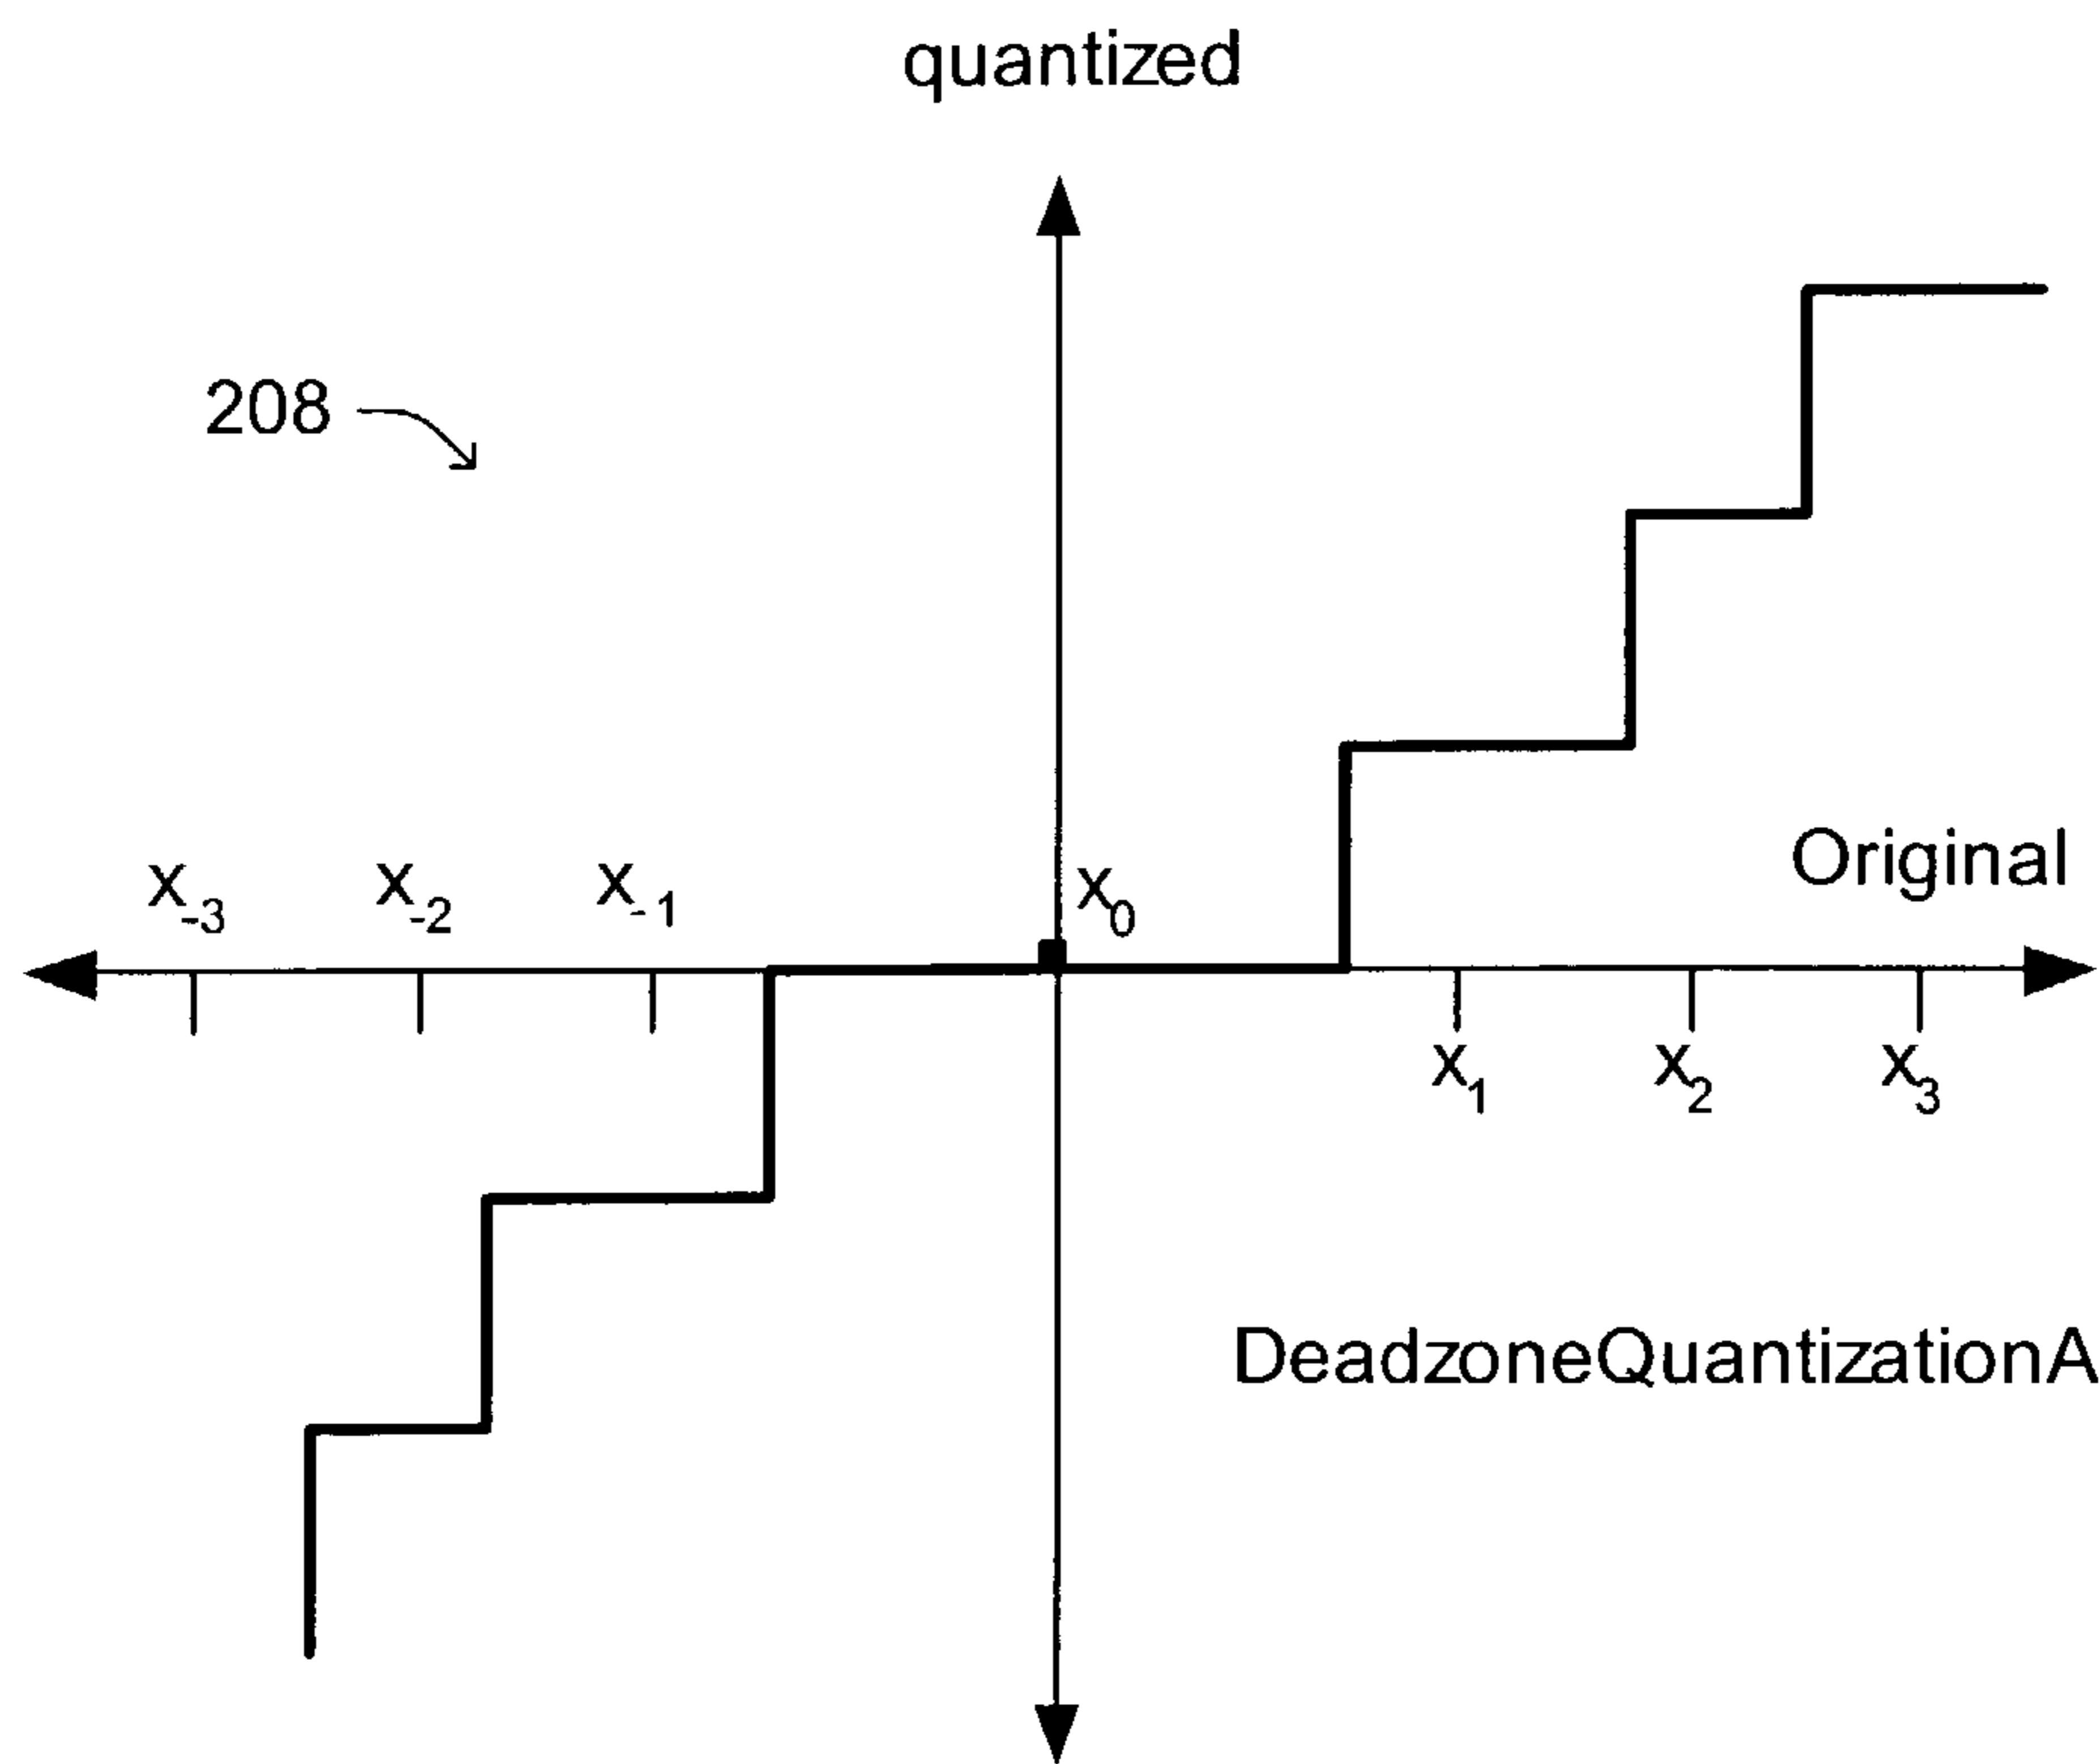 quantized
208
Original
x-3 x-2 x-1 x0
x1 x2 x3
DeadzoneQuantizationA